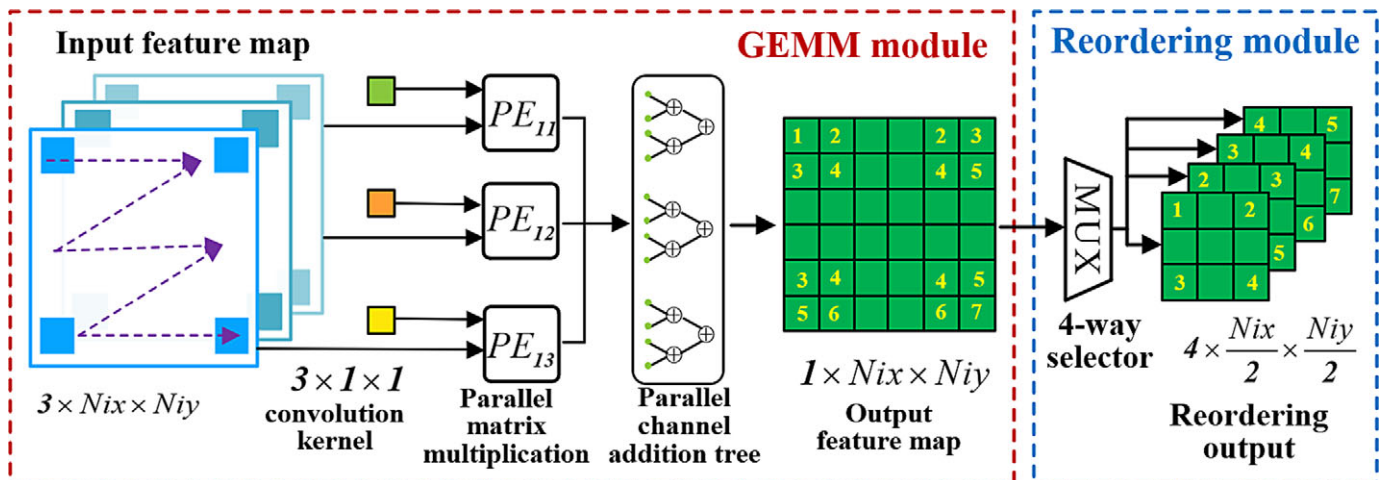 Input feature map
GEMM module
Reordering module
PE11
PE12
PE13
1 2 2 3
3 4 4 5
3 4 4 5
5 6 6 7
MUX
4 5
3 4
2 3 7
1 2 6
5
3 4
3 × Nix × Niy
3 × 1 × 1
convolution
kernel
Parallel
matrix
multiplication
Parallel
channel
addition tree
1 × Nix × Niy
Output
feature map
4-way
selector
4 × Nix/2 × Niy/2
Reordering
output